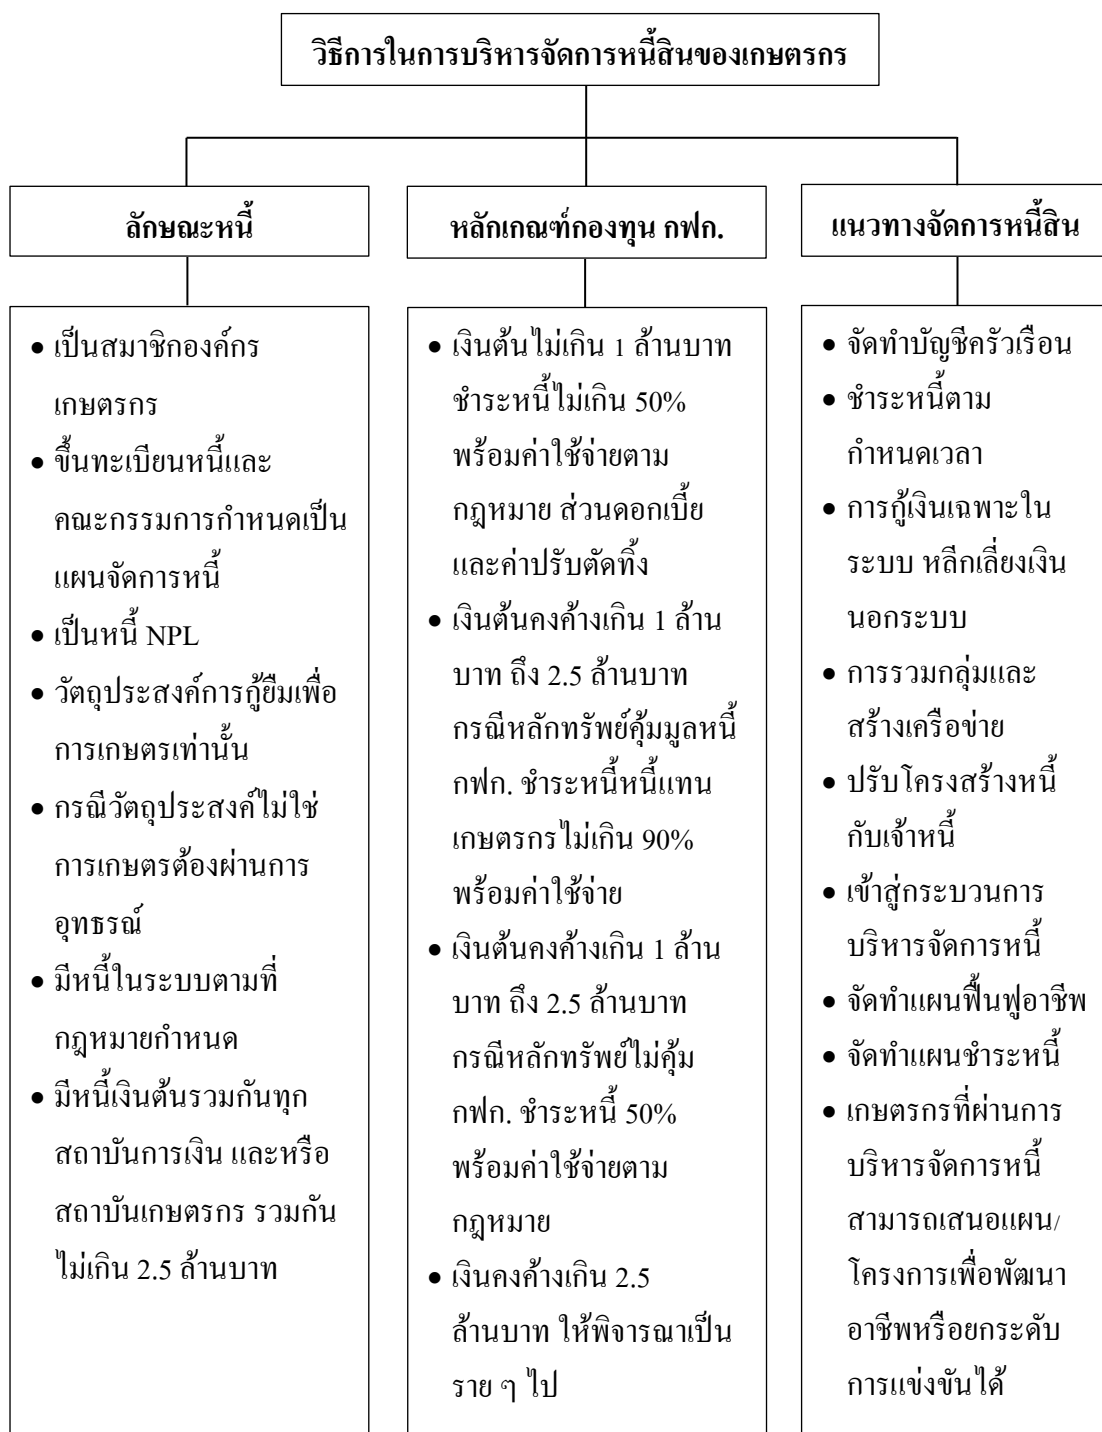 วิธีการในการบริหารจัดการหนี้สินของเกษตรกร
ลักษณะหนี้
• เป็นสมาชิกองค์กร
เกษตรกร
• ขึ้นทะเบียนหนี้และ
คณะกรรมการกำหนดเป็น
แผนจัดการหนี้
• เป็นหนี้ NPL
• วัตถุประสงค์การกู้ยืมเพื่อ
การเกษตรเท่านั้น
• กรณีวัตถุประสงค์ไม่ใช่
การเกษตรต้องผ่านการ
อุทธรณ์
• มีหนี้ในระบบตามที่
กฎหมายกำหนด
• มีหนี้เงินต้นรวมกันทุก
สถาบันการเงิน และหรือ
สถาบันเกษตรกร รวมกัน
ไม่เกิน 2.5 ล้านบาท
หลักเกณฑ์กองทุน กฟก.
• เงินต้นไม่เกิน 1 ล้านบาท
ชำระหนี้ไม่เกิน 50%
พร้อมค่าใช้จ่ายตาม
กฎหมาย ส่วนดอกเบี้ย
และค่าปรับตัดทิ้ง
• เงินต้นคงค้างเกิน 1 ล้าน
บาท ถึง 2.5 ล้านบาท
กรณีหลักทรัพย์คุ้มมูลหนี้
กฟก. ชำระหนี้หนี้แทน
เกษตรกรไม่เกิน 90%
พร้อมค่าใช้จ่าย
• เงินต้นคงค้างเกิน 1 ล้าน
บาท ถึง 2.5 ล้านบาท
กรณีหลักทรัพย์ไม่คุ้ม
กฟก. ชำระหนี้ 50%
พร้อมค่าใช้จ่ายตาม
กฎหมาย
• เงินคงค้างเกิน 2.5
ล้านบาท ให้พิจารณาเป็น
ราย ๆ ไป
แนวทางจัดการหนี้สิน
• จัดทำบัญชีครัวเรือน
• ชำระหนี้ตาม
กำหนดเวลา
• การกู้เงินเฉพาะใน
ระบบ หลีกเลี่ยงเงิน
นอกระบบ
• การรวมกลุ่มและ
สร้างเครือข่าย
• ปรับโครงสร้างหนี้
กับเจ้าหนี้
• เข้าสู่กระบวนการ
บริหารจัดการหนี้
• จัดทำแผนฟื้นฟูอาชีพ
• จัดทำแผนชำระหนี้
• เกษตรกรที่ผ่านการ
บริหารจัดการหนี้
สามารถเสนอแผน/
โครงการเพื่อพัฒนา
อาชีพหรือยกระดับ
การแข่งขันได้